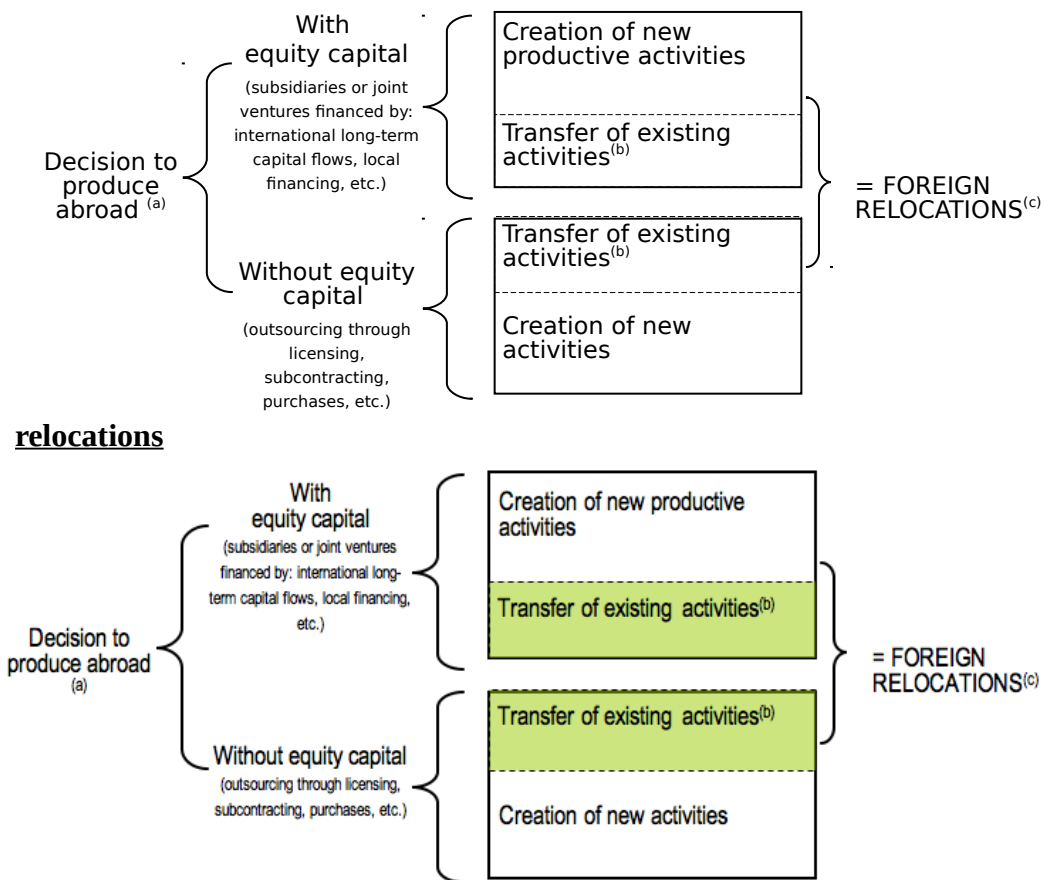 With
equity capital
(subsidiaries or joint
ventures financed by:
international long-term
capital flows, local
financing, etc.)
Decision to
produce
abroad (a)
Without equity
capital
(outsourcing through
licensing,
subcontracting,
purchases, etc.)
Creation of new
productive activities
Transfer of existing
activities(b)
Transfer of existing
activities(b)
Creation of new
activities
= FOREIGN
RELOCATIONS(c)
relocations
With
equity capital
(subsidiaries or joint ventures
financed by: international long-
term capital flows, local financing,
etc.)
Decision to
produce abroad
(a)
Without equity capital
(outsourcing through licensing,
subcontracting, purchases, etc.)
Creation of new productive
activities
Transfer of existing activities(b)
Transfer of existing activities(b)
Creation of new activities
= FOREIGN
RELOCATIONS(c)